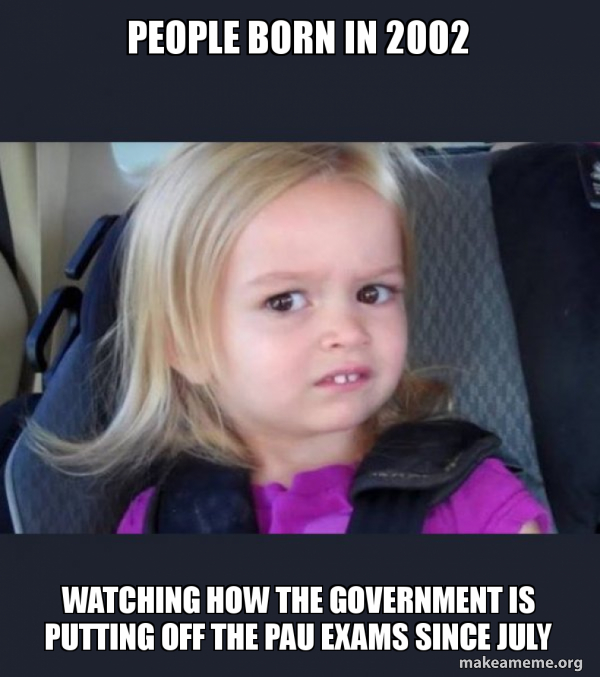 PEOPLE BORN IN 2002
WATCHING HOW THE GOVERNMENT IS
PUTTING OFF THE PAU EXAMS SINCE JULY
makeameme.org